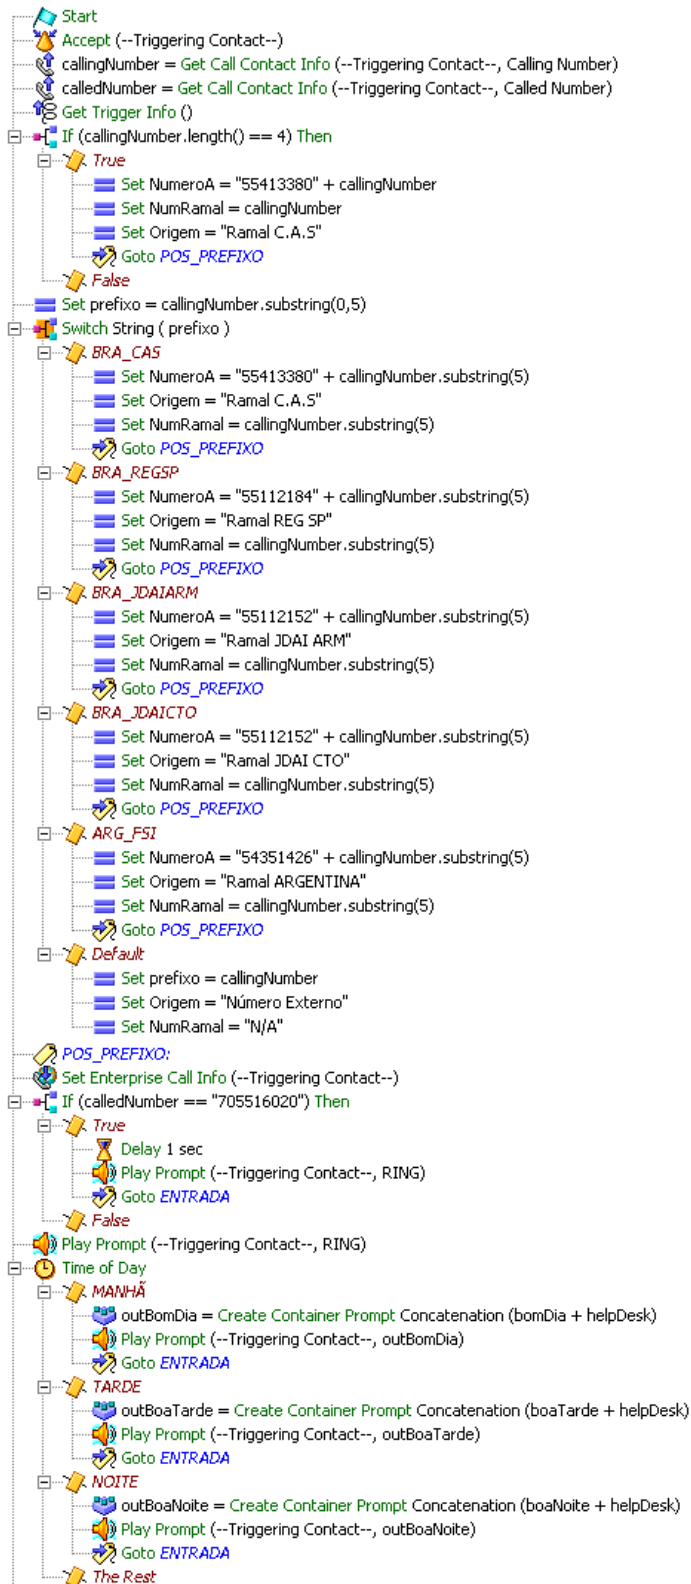 Start
Accept (--Triggering Contact--)
callingNumber = Get Call Contact Info (--Triggering Contact--, Calling Number)
calledNumber = Get Call Contact Info (--Triggering Contact--, Called Number)
Get Trigger Info ()
If (callingNumber.length() == 4) Then
True
Set NumeroA = "55413380" + callingNumber
Set NumRamal = callingNumber
Set Origem = "Ramal C.A.S"
Goto POS_PREFIXO
False
Set prefixo = callingNumber.substring(0,5)
Switch String ( prefixo )
BRA_CAS
Set NumeroA = "55413380" + callingNumber.substring(5)
Set Origem = "Ramal C.A.S"
Set NumRamal = callingNumber.substring(5)
Goto POS_PREFIXO
BRA_REGSP
Set NumeroA = "55112184" + callingNumber.substring(5)
Set Origem = "Ramal REG SP"
Set NumRamal = callingNumber.substring(5)
Goto POS_PREFIXO
BRA_JDAIARM
Set NumeroA = "55112152" + callingNumber.substring(5)
Set Origem = "Ramal JDAI ARM"
Set NumRamal = callingNumber.substring(5)
Goto POS_PREFIXO
BRA_JDAICTO
Set NumeroA = "55112152" + callingNumber.substring(5)
Set Origem = "Ramal JDAI CTO"
Set NumRamal = callingNumber.substring(5)
Goto POS_PREFIXO
ARG_FSI
Set NumeroA = "54351426" + callingNumber.substring(5)
Set Origem = "Ramal ARGENTINA"
Set NumRamal = callingNumber.substring(5)
Goto POS_PREFIXO
Default
Set prefixo = callingNumber
Set Origem = "Número Externo"
Set NumRamal = "N/A"
POS_PREFIXO:
Set Enterprise Call Info (--Triggering Contact--)
If (calledNumber == "705516020") Then
True
Delay 1 sec
Play Prompt (--Triggering Contact--, RING)
Goto ENTRADA
False
Play Prompt (--Triggering Contact--, RING)
Time of Day
MANHÃ
outBomDia = Create Container Prompt Concatenation (bomDia + helpDesk)
Play Prompt (--Triggering Contact--, outBomDia)
Goto ENTRADA
TARDE
outBoaTarde = Create Container Prompt Concatenation (boaTarde + helpDesk)
Play Prompt (--Triggering Contact--, outBoaTarde)
Goto ENTRADA
NOITE
outBoaNoite = Create Container Prompt Concatenation (boaNoite + helpDesk)
Play Prompt (--Triggering Contact--, outBoaNoite)
Goto ENTRADA
The Rest